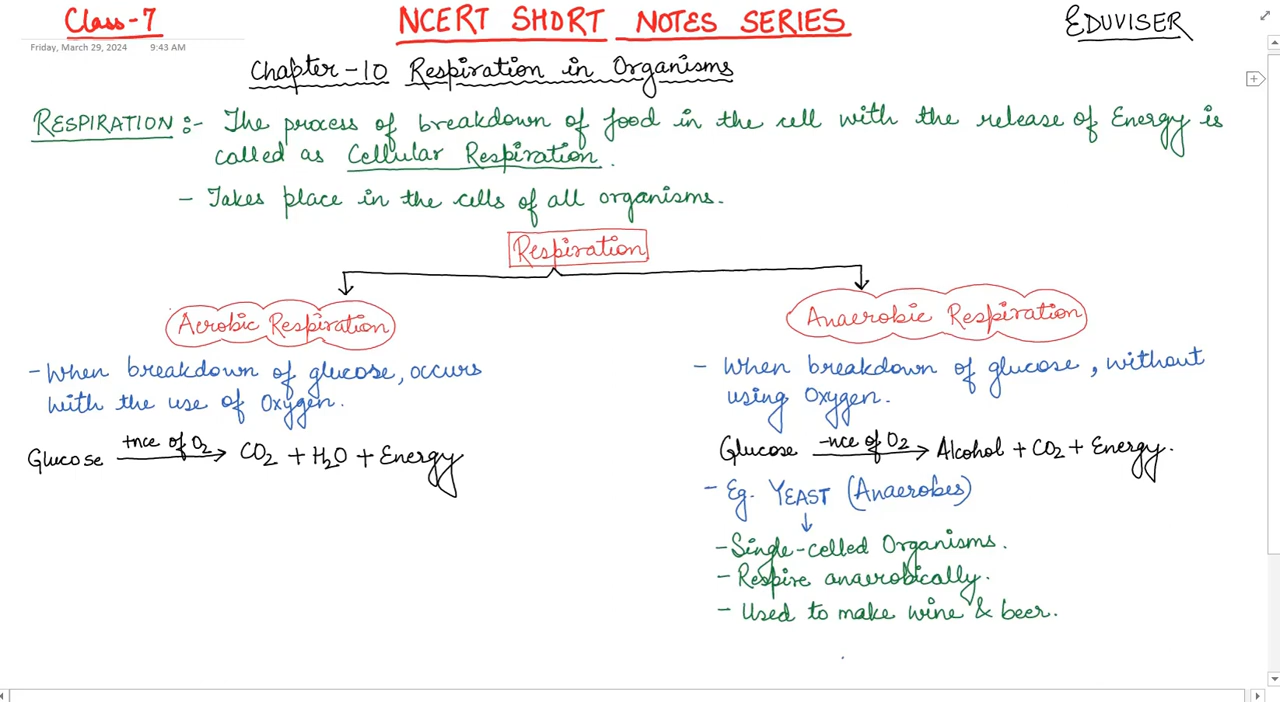 Class-7
NCERT SHORT NOTES SERIES
EDUVISER
Friday, March 29, 2024 9:43 AM
Chapter-10 Respiration in Organisms
RESPIRATION :- The process of breakdown of food in the cell with the release of Energy is
called as Cellular Respiration.
- Takes place in the cells of all organisms.
Respiration
Aerobic Respiration
- When breakdown of glucose, occurs
with the use of Oxygen.
+nce of O₂
Glucose → CO₂ + H₂O + Energy
Anaerobic Respiration
- When breakdown of glucose, without
using Oxygen.
-nce of O₂
Glucose → Alcohol + CO₂ + Energy.
- Eg. YEAST (Anaerobes)
- Single-celled Organisms.
- Respire anaerobically.
- Used to make wine & beer.